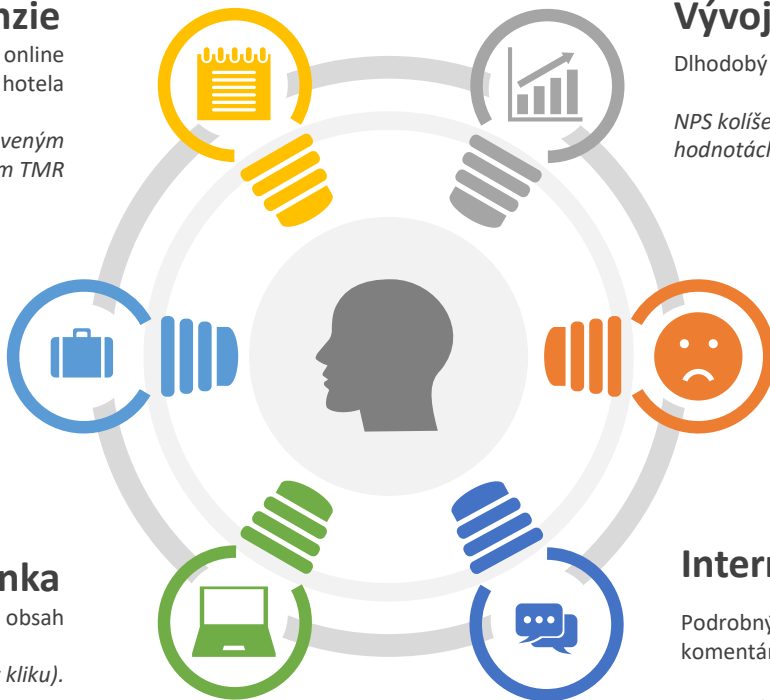 nzie
online
hotela
veným
m TMR
Vývoj
Dlhodobý
NPS kolíše
hodnotách
nka
obsah
kliku).
Intern
Podrobný
komentár